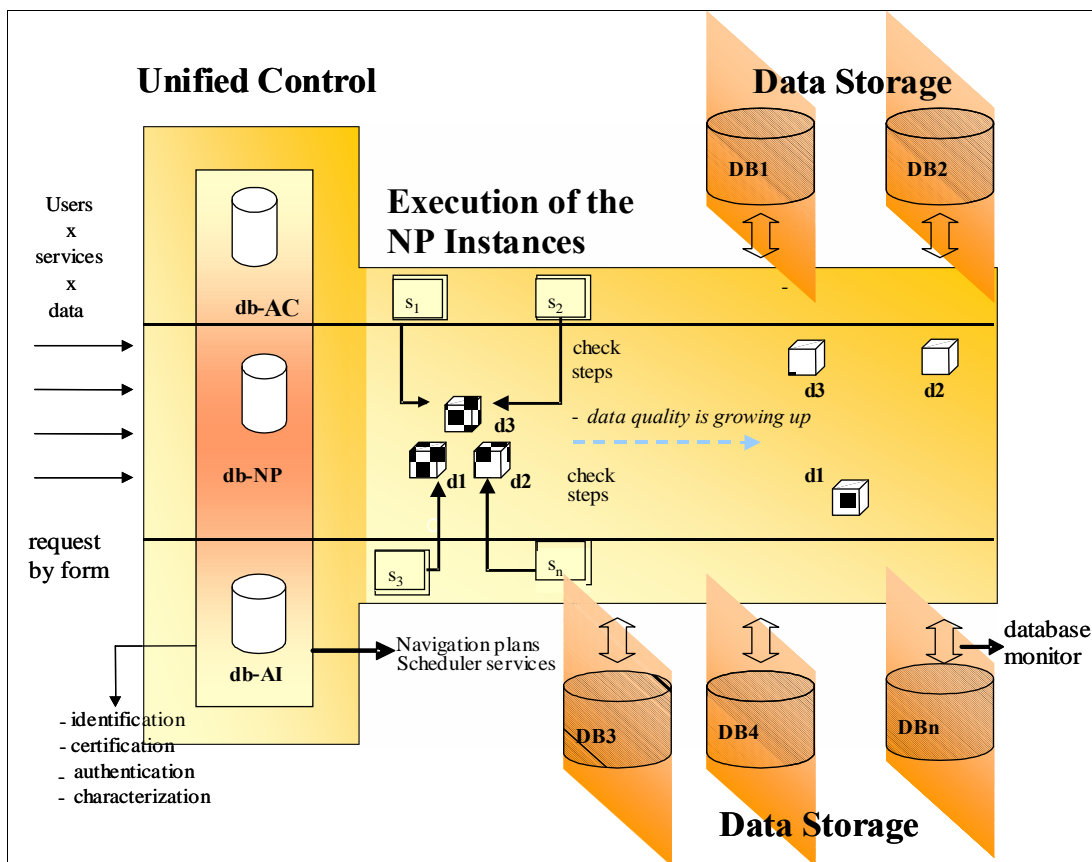 Unified Control
Data Storage
DB1
DB2
Users
x
services
x
data
Execution of the
NP Instances
db-AC
s1
s2
-
check
steps
d3
d2
- data quality is growing up
d3
db-NP
d1
d2
check
steps
d1
request
by form
s3
sn
db-AI
Navigation plans
Scheduler services
database
monitor
- identification
- certification
- authentication
- characterization
DB3
DB4
DBn
Data Storage